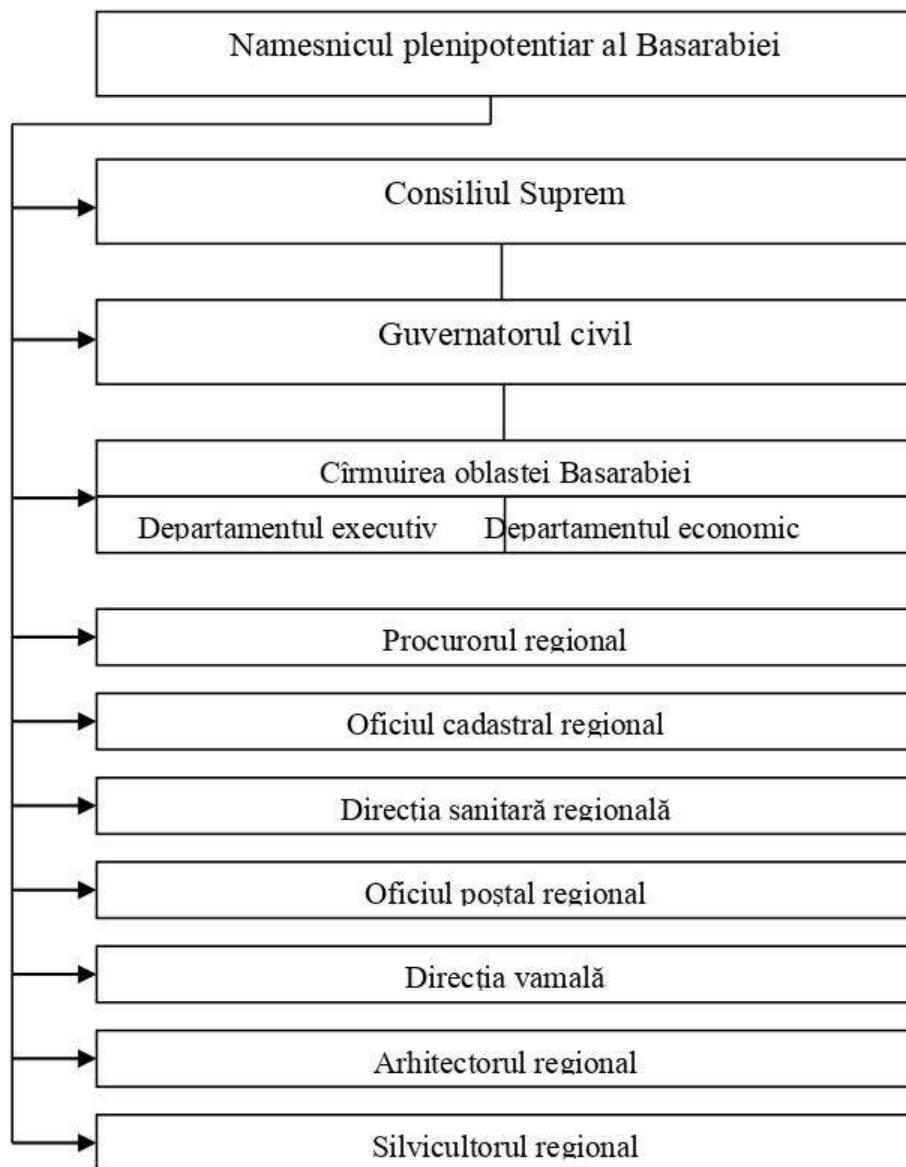 Namesnicul plenipotentiar al Basarabiei
Consiliul Suprem
Guvernatorul civil
Cîrmuirea oblastei Basarabiei
Departamentul executiv Departamentul economic
Procurorul regional
Oficiul cadastral regional
Direcția sanitară regională
Oficiul poștal regional
Direcția vamală
Arhitectorul regional
Silvicultorul regional